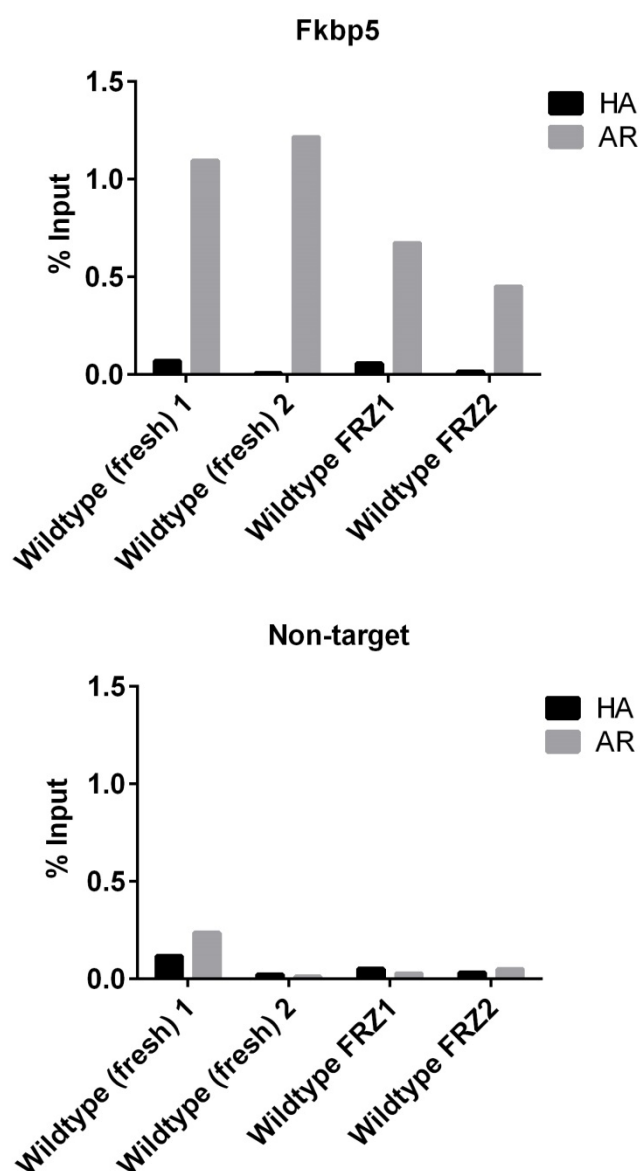 Fkbp5
1.5
HA
AR
1.0
% Input
0.5
0.0
Wildtype (fresh) 1
Wildtype (fresh) 2
Wildtype FRZ1
Wildtype FRZ2
Non-target
1.5
HA
AR
1.0
% Input
0.5
0.0
Wildtype (fresh) 1
Wildtype (fresh) 2
Wildtype FRZ1
Wildtype FRZ2